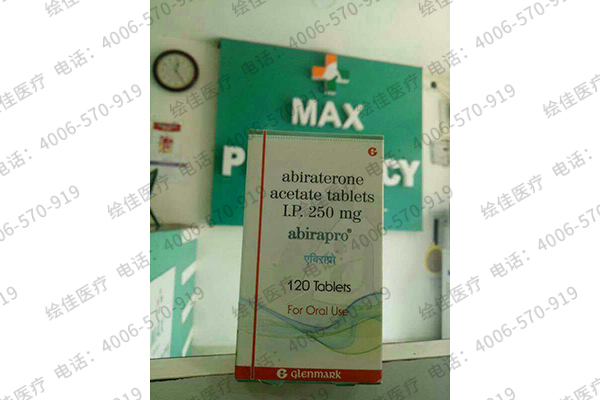 MAX
PHARMACY
G
abiraterone
acetate tablets
I.P. 250 mg
abirapro®
एबिराप्रो
120 Tablets
For Oral Use
G glenmark
绘佳医疗 电话：4006-570-919